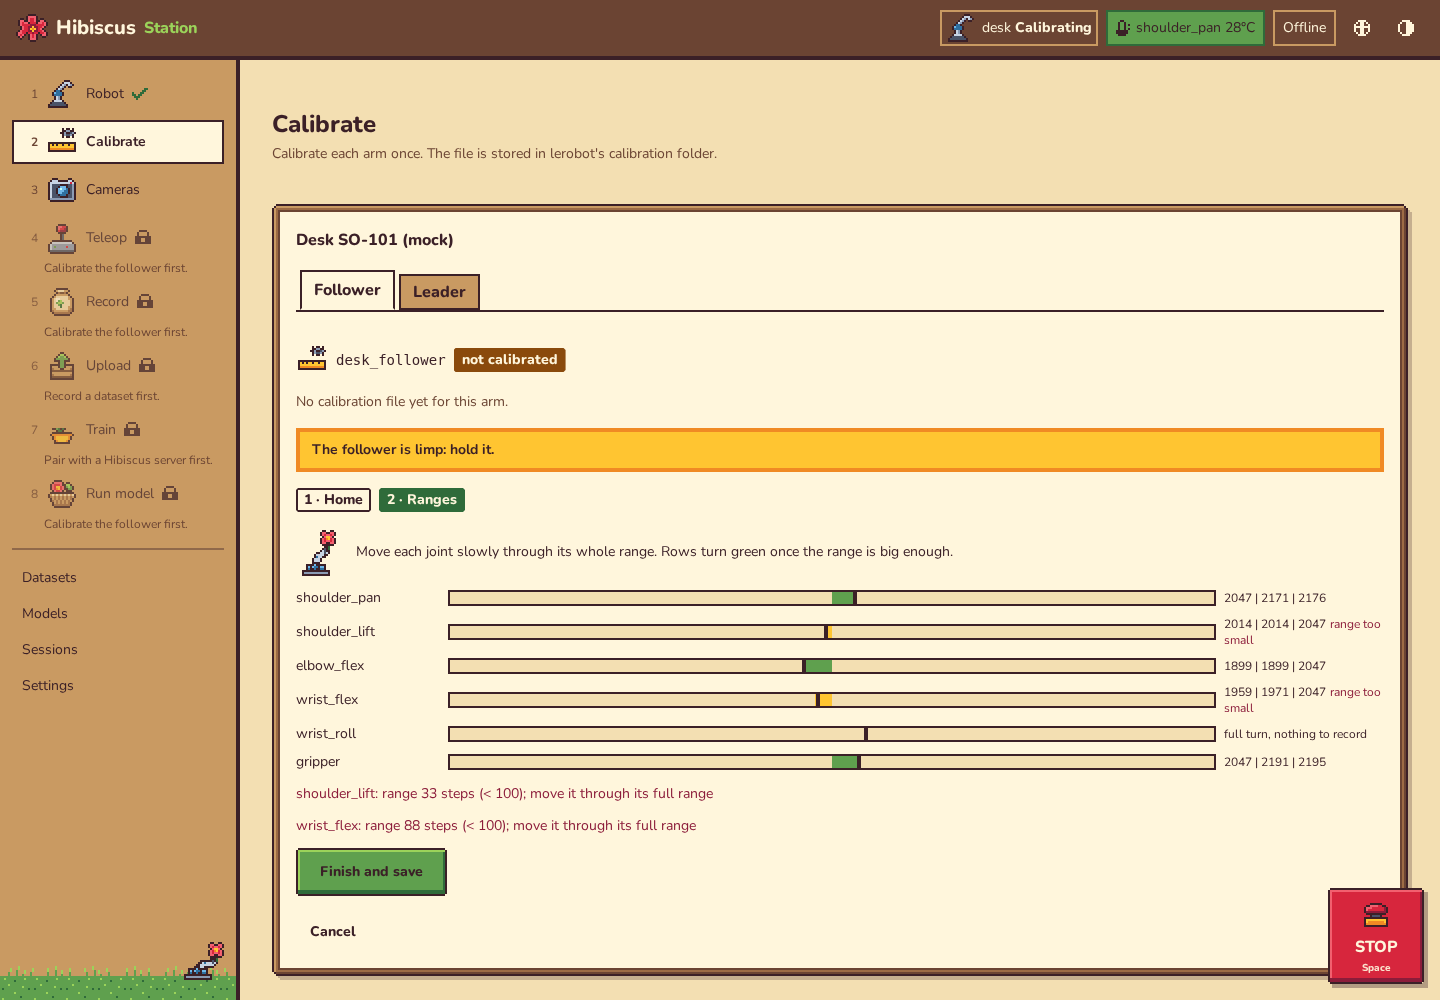 Hibiscus Station
desk Calibrating
shoulder_pan 28°C
Offline
1 Robot
2 Calibrate
3 Cameras
4 Teleop
Calibrate the follower first.
5 Record
Calibrate the follower first.
6 Upload
Record a dataset first.
7 Train
Pair with a Hibiscus server first.
8 Run model
Calibrate the follower first.
Datasets
Models
Sessions
Settings
Calibrate
Calibrate each arm once. The file is stored in lerobot's calibration folder.
Desk SO-101 (mock)
Follower Leader
desk_follower not calibrated
No calibration file yet for this arm.
The follower is limp: hold it.
1 · Home 2 · Ranges
Move each joint slowly through its whole range. Rows turn green once the range is big enough.
shoulder_pan 2047 | 2171 | 2176
shoulder_lift 2014 | 2014 | 2047 range too
small
elbow_flex 1899 | 1899 | 2047
wrist_flex 1959 | 1971 | 2047 range too
small
wrist_roll full turn, nothing to record
gripper 2047 | 2191 | 2195
shoulder_lift: range 33 steps (< 100); move it through its full range
wrist_flex: range 88 steps (< 100); move it through its full range
Finish and save
Cancel
STOP
Space